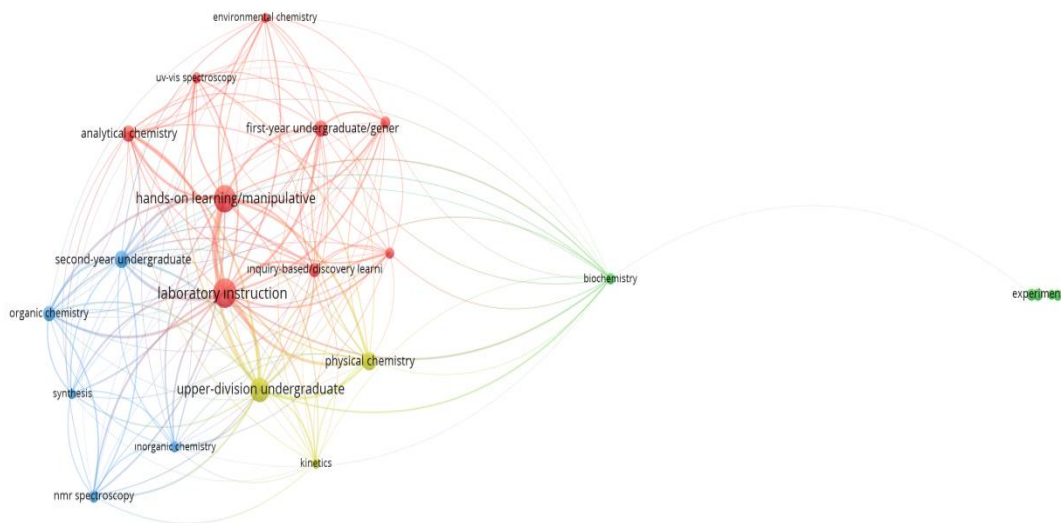 environmental chemistry
uv-vis spectroscopy
analytical chemistry
first-year undergraduate/gener
hands-on learning/manipulative
second-year undergraduate
inquiry-based/discovery learni
biochemistry
laboratory instruction
experimen
organic chemistry
physical chemistry
upper-division undergraduate
synthesis
inorganic chemistry
kinetics
nmr spectroscopy